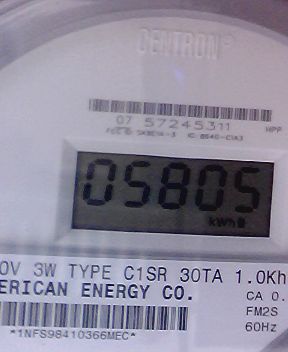 CENTRON®
07 57245311
HPP
05805
kWh
0V 3W TYPE C1SR 30TA 1.0Kh
ERICAN ENERGY CO.
CA 0.
FM2S
*1NFS98410366MEC*
60Hz